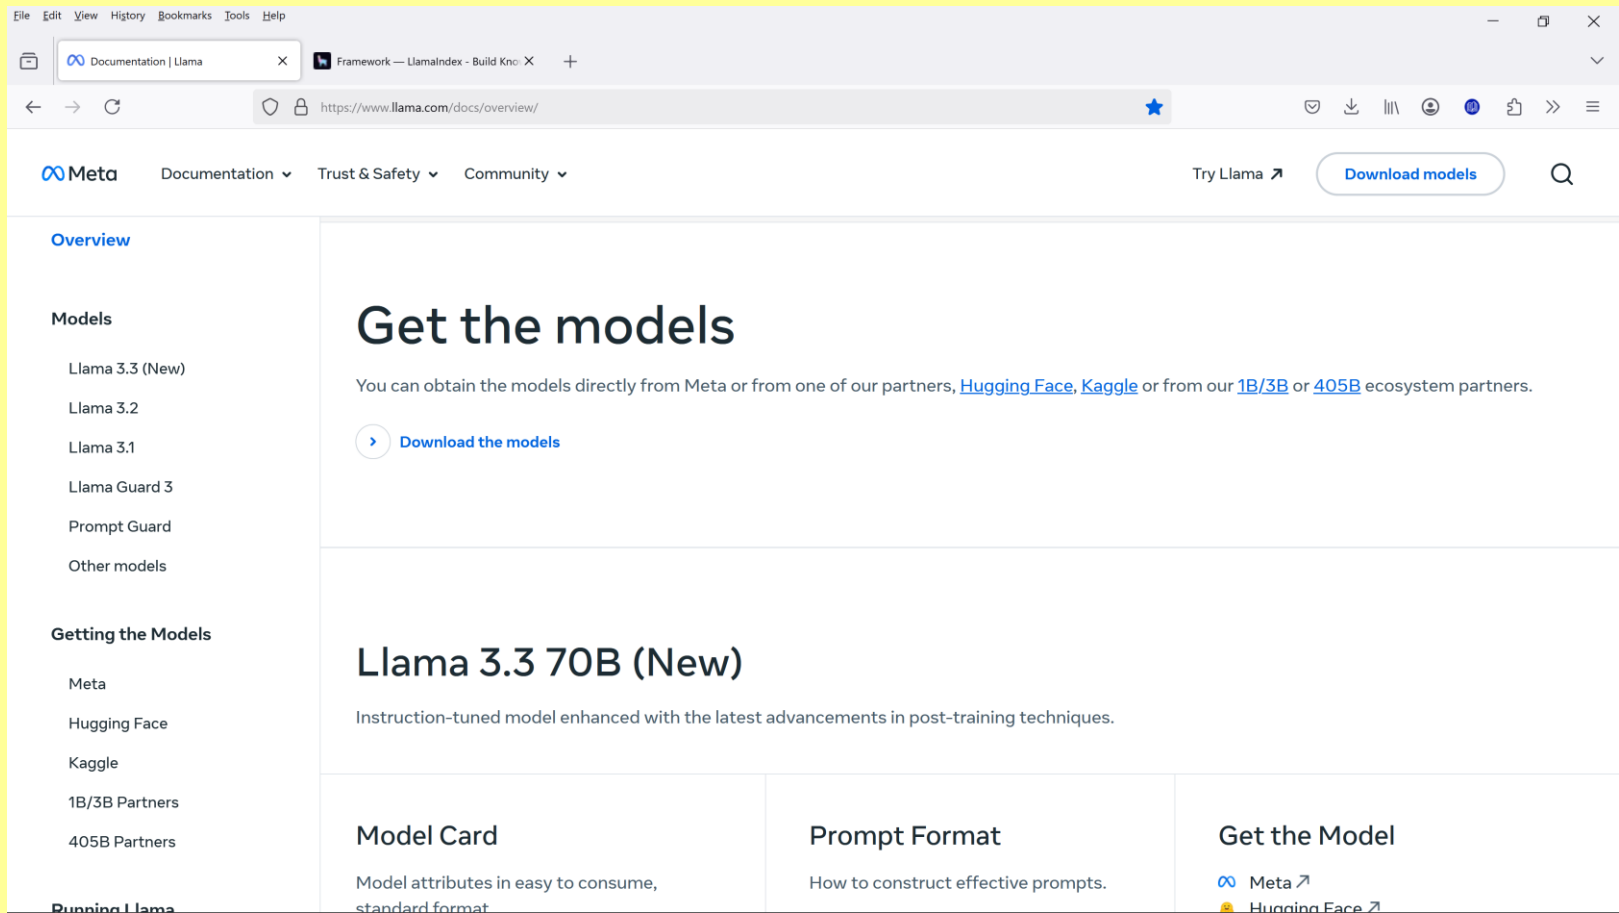 File Edit View History Bookmarks Tools Help
Documentation | Llama
Framework — LlamaIndex - Build Kno
https://www.llama.com/docs/overview/
Meta
Documentation
Trust & Safety
Community
Try Llama
Download models
Overview
Models
Llama 3.3 (New)
Llama 3.2
Llama 3.1
Llama Guard 3
Prompt Guard
Other models
Getting the Models
Meta
Hugging Face
Kaggle
1B/3B Partners
405B Partners
Running Llama
Get the models
You can obtain the models directly from Meta or from one of our partners, Hugging Face, Kaggle or from our 1B/3B or 405B ecosystem partners.
Download the models
Llama 3.3 70B (New)
Instruction-tuned model enhanced with the latest advancements in post-training techniques.
Model Card
Model attributes in easy to consume,
standard format
Prompt Format
How to construct effective prompts.
Get the Model
Meta
Hugging Face